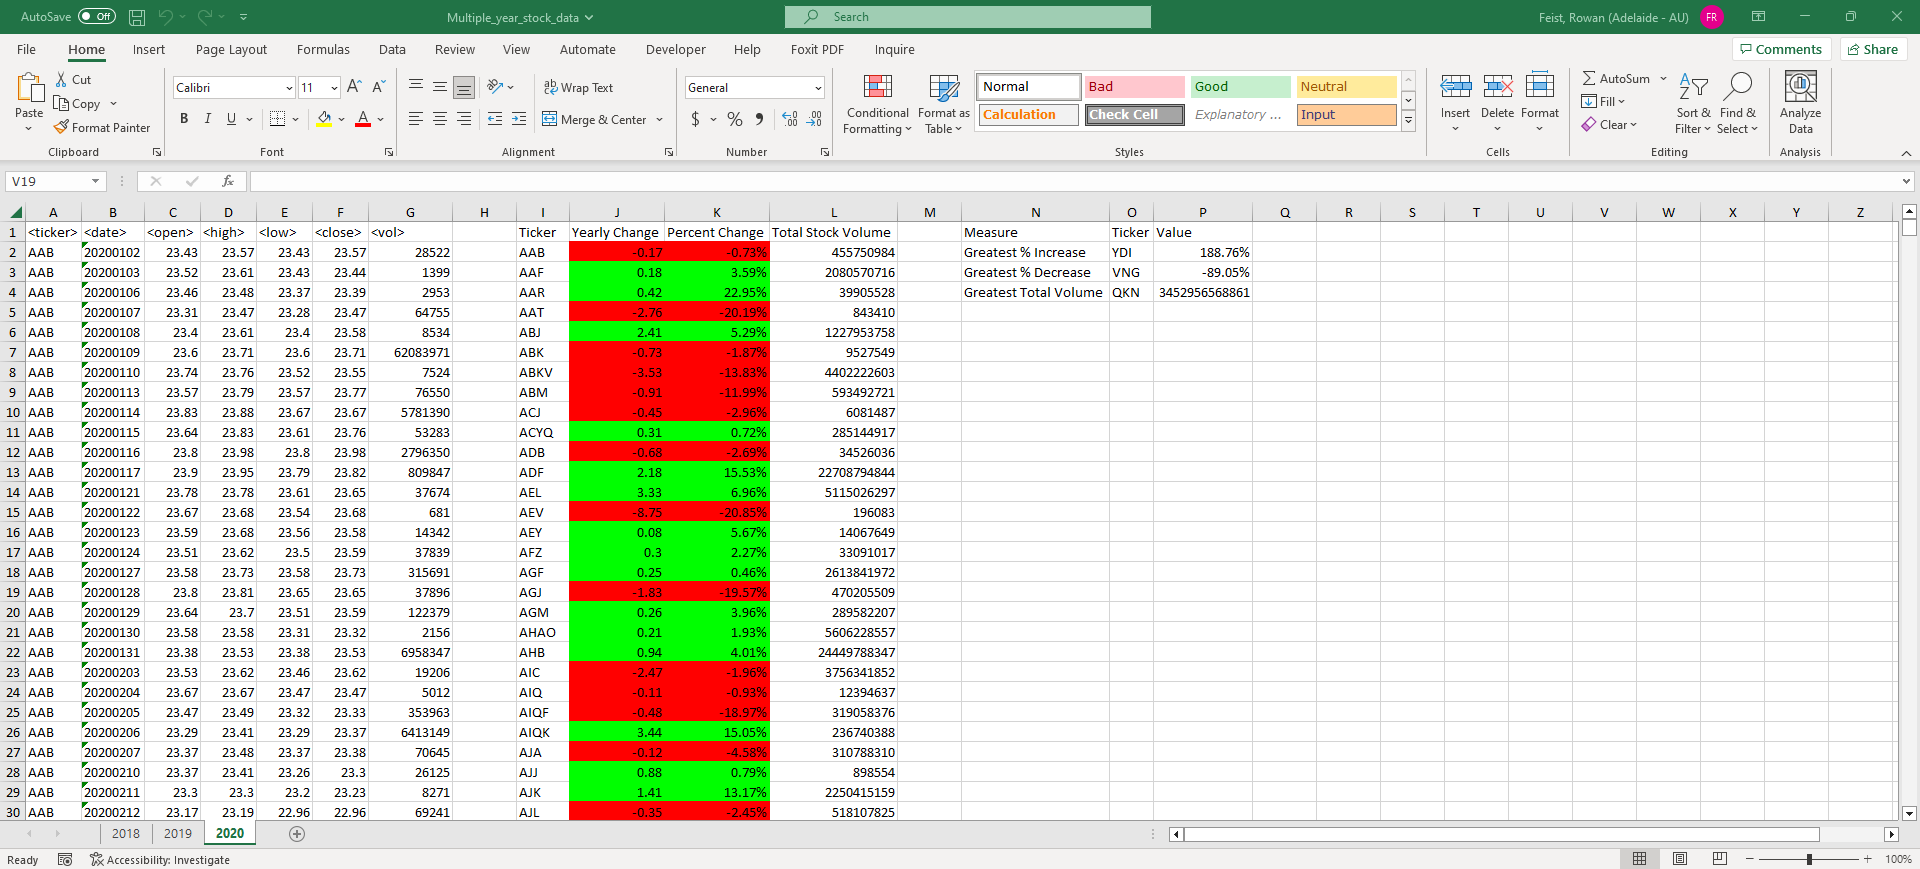 AutoSave Off Multiple_year_stock_data Search Feist, Rowan (Adelaide - AU) FR
File Home Insert Page Layout Formulas Data Review View Automate Developer Help Foxit PDF Inquire Comments Share
Paste Cut Copy Format Painter Clipboard
Calibri 11 B I U A A A Font
ab Wrap Text Merge & Center Alignment
General $ % 9 Number
Conditional Formatting Format as Table Normal Bad Good Neutral
Calculation Check Cell Explanatory ... Input Styles
Insert Delete Format Cells
AutoSum Fill Clear Sort & Filter Find & Select Editing
Analyze Data Analysis
V19 fx
A B C D E F G H I J K L M N O P Q R S T U V W X Y Z
1 <ticker> <date> <open> <high> <low> <close> <vol> Ticker Yearly Change Percent Change Total Stock Volume Measure Ticker Value
2 AAB 20200102 23.43 23.57 23.43 23.57 28522 AAB -0.17 -0.73% 455750984 Greatest % Increase YDI 188.76%
3 AAB 20200103 23.52 23.61 23.43 23.44 1399 AAF 0.18 3.59% 2080570716 Greatest % Decrease VNG -89.05%
4 AAB 20200106 23.46 23.48 23.37 23.39 2953 AAR 0.42 22.95% 39905528 Greatest Total Volume QKN 3452956568861
5 AAB 20200107 23.31 23.47 23.28 23.47 64755 AAT -2.76 -20.19% 843410
6 AAB 20200108 23.4 23.61 23.4 23.58 8534 ABJ 2.41 5.29% 1227953758
7 AAB 20200109 23.6 23.71 23.6 23.71 62083971 ABK -0.73 -1.87% 9527549
8 AAB 20200110 23.74 23.76 23.52 23.55 7524 ABKV -3.53 -13.83% 4402222603
9 AAB 20200113 23.57 23.79 23.57 23.77 76550 ABM -0.91 -11.99% 593492721
10 AAB 20200114 23.83 23.88 23.67 23.67 5781390 ACJ -0.45 -2.96% 6081487
11 AAB 20200115 23.64 23.83 23.61 23.76 53283 ACYQ 0.31 0.72% 285144917
12 AAB 20200116 23.8 23.98 23.8 23.98 2796350 ADB -0.68 -2.69% 34526036
13 AAB 20200117 23.9 23.95 23.79 23.82 809847 ADF 2.18 15.53% 22708794844
14 AAB 20200121 23.78 23.78 23.61 23.65 37674 AEL 3.33 6.96% 5115026297
15 AAB 20200122 23.67 23.68 23.54 23.68 681 AEV -8.75 -20.85% 196083
16 AAB 20200123 23.59 23.68 23.56 23.58 14342 AEY 0.08 5.67% 14067649
17 AAB 20200124 23.51 23.62 23.5 23.59 37839 AFZ 0.3 2.27% 33091017
18 AAB 20200127 23.58 23.73 23.58 23.73 315691 AGF 0.25 0.46% 2613841972
19 AAB 20200128 23.8 23.81 23.65 23.65 37896 AGJ -1.83 -19.57% 470205509
20 AAB 20200129 23.64 23.7 23.51 23.59 122379 AGM 0.26 3.96% 289582207
21 AAB 20200130 23.58 23.58 23.31 23.32 2156 AHAO 0.21 1.93% 5606228557
22 AAB 20200131 23.38 23.53 23.38 23.53 6958347 AHB 0.94 4.01% 24449788347
23 AAB 20200203 23.53 23.62 23.46 23.62 19206 AIC -2.47 -1.96% 3756341852
24 AAB 20200204 23.67 23.67 23.47 23.47 5012 AIQ -0.11 -0.93% 12394637
25 AAB 20200205 23.47 23.49 23.32 23.33 353963 AIQF -0.48 -18.97% 319058376
26 AAB 20200206 23.29 23.41 23.29 23.37 6413149 AIQK 3.44 15.05% 236740388
27 AAB 20200207 23.37 23.48 23.37 23.38 70645 AJA -0.12 -4.58% 310788310
28 AAB 20200210 23.37 23.41 23.26 23.3 26125 AJJ 0.88 0.79% 898554
29 AAB 20200211 23.3 23.3 23.2 23.23 8271 AJK 1.41 13.17% 2250415159
30 AAB 20200212 23.17 23.19 22.96 22.96 69241 AJL -0.35 -2.45% 518107825
2018 2019 2020
Ready Accessibility: Investigate 100%